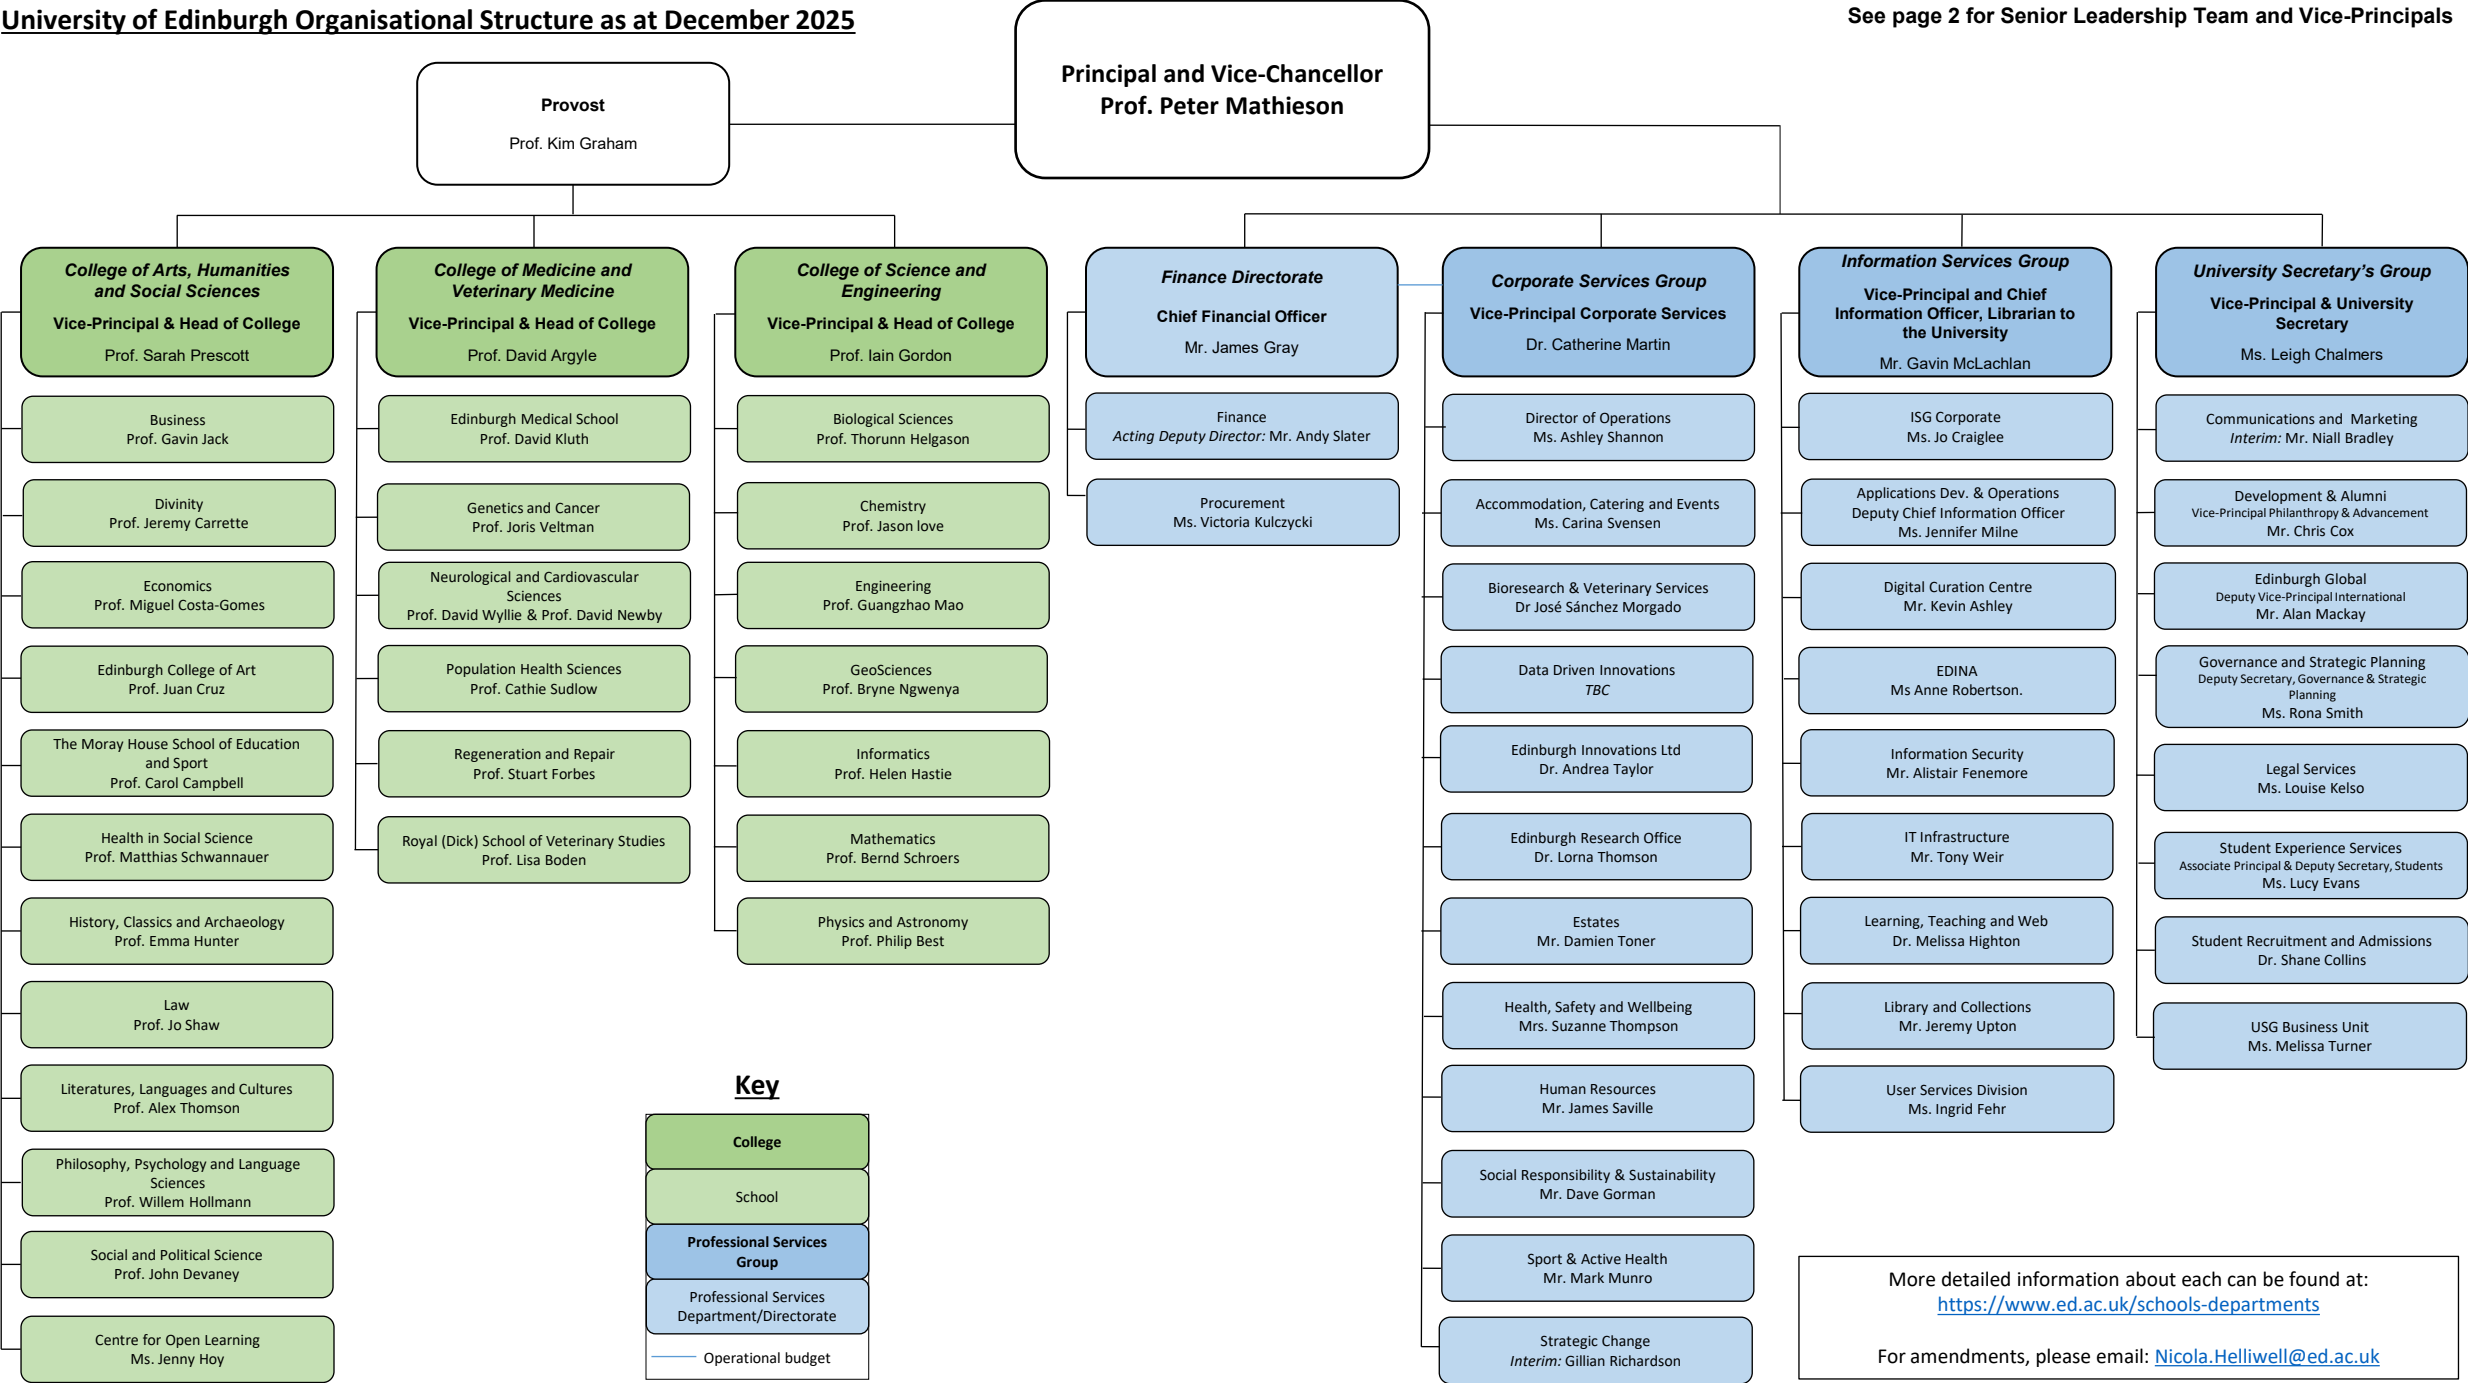 University of Edinburgh Organisational Structure as at December 2025
See page 2 for Senior Leadership Team and Vice-Principals
Principal and Vice-Chancellor
Prof. Peter Mathieson
Provost
Prof. Kim Graham
College of Arts, Humanities
and Social Sciences
Vice-Principal & Head of College
Prof. Sarah Prescott
Business
Prof. Gavin Jack
Divinity
Prof. Jeremy Carrette
Economics
Prof. Miguel Costa-Gomes
Edinburgh College of Art
Prof. Juan Cruz
The Moray House School of Education
and Sport
Prof. Carol Campbell
Health in Social Science
Prof. Matthias Schwannauer
History, Classics and Archaeology
Prof. Emma Hunter
Law
Prof. Jo Shaw
Literatures, Languages and Cultures
Prof. Alex Thomson
Philosophy, Psychology and Language
Sciences
Prof. Willem Hollmann
Social and Political Science
Prof. John Devaney
Centre for Open Learning
Ms. Jenny Hoy
College of Medicine and
Veterinary Medicine
Vice-Principal & Head of College
Prof. David Argyle
Edinburgh Medical School
Prof. David Kluth
Genetics and Cancer
Prof. Joris Veltman
Neurological and Cardiovascular
Sciences
Prof. David Wyllie & Prof. David Newby
Population Health Sciences
Prof. Cathie Sudlow
Regeneration and Repair
Prof. Stuart Forbes
Royal (Dick) School of Veterinary Studies
Prof. Lisa Boden
College of Science and
Engineering
Vice-Principal & Head of College
Prof. Iain Gordon
Biological Sciences
Prof. Thorunn Helgason
Chemistry
Prof. Jason love
Engineering
Prof. Guangzhao Mao
GeoSciences
Prof. Bryne Ngwenya
Informatics
Prof. Helen Hastie
Mathematics
Prof. Bernd Schroers
Physics and Astronomy
Prof. Philip Best
Finance Directorate
Chief Financial Officer
Mr. James Gray
Finance
Acting Deputy Director: Mr. Andy Slater
Procurement
Ms. Victoria Kulczycki
Corporate Services Group
Vice-Principal Corporate Services
Dr. Catherine Martin
Director of Operations
Ms. Ashley Shannon
Accommodation, Catering and Events
Ms. Carina Svensen
Bioresearch & Veterinary Services
Dr José Sánchez Morgado
Data Driven Innovations
TBC
Edinburgh Innovations Ltd
Dr. Andrea Taylor
Edinburgh Research Office
Dr. Lorna Thomson
Estates
Mr. Damien Toner
Health, Safety and Wellbeing
Mrs. Suzanne Thompson
Human Resources
Mr. James Saville
Social Responsibility & Sustainability
Mr. Dave Gorman
Sport & Active Health
Mr. Mark Munro
Strategic Change
Interim: Gillian Richardson
Information Services Group
Vice-Principal and Chief
Information Officer, Librarian to
the University
Mr. Gavin McLachlan
ISG Corporate
Ms. Jo Craiglee
Applications Dev. & Operations
Deputy Chief Information Officer
Ms. Jennifer Milne
Digital Curation Centre
Mr. Kevin Ashley
EDINA
Ms Anne Robertson.
Information Security
Mr. Alistair Fenemore
IT Infrastructure
Mr. Tony Weir
Learning, Teaching and Web
Dr. Melissa Highton
Library and Collections
Mr. Jeremy Upton
User Services Division
Ms. Ingrid Fehr
University Secretary's Group
Vice-Principal & University
Secretary
Ms. Leigh Chalmers
Communications and Marketing
Interim: Mr. Niall Bradley
Development & Alumni
Vice-Principal Philanthropy & Advancement
Mr. Chris Cox
Edinburgh Global
Deputy Vice-Principal International
Mr. Alan Mackay
Governance and Strategic Planning
Deputy Secretary, Governance & Strategic
Planning
Ms. Rona Smith
Legal Services
Ms. Louise Kelso
Student Experience Services
Associate Principal & Deputy Secretary, Students
Ms. Lucy Evans
Student Recruitment and Admissions
Dr. Shane Collins
USG Business Unit
Ms. Melissa Turner
Key
College
School
Professional Services
Group
Professional Services
Department/Directorate
Operational budget
More detailed information about each can be found at:
https://www.ed.ac.uk/schools-departments
For amendments, please email: Nicola.Helliwell@ed.ac.uk